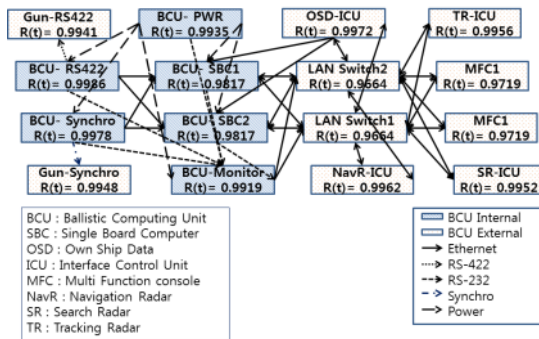 Gun-RS422
R(t)= 0.9941
BCU- PWR
R(t)= 0.9935
OSD-ICU
R(t)= 0.9972
TR-ICU
R(t)= 0.9956
BCU- RS422
R(t)= 0.9986
BCU- SBC1
R(t)= 0.9817
LAN Switch2
R(t)= 0.9664
MFC1
R(t)= 0.9719
BCU- Synchro
R(t)= 0.9978
BCU- SBC2
R(t)= 0.9817
LAN Switch1
R(t)= 0.9664
MFC1
R(t)= 0.9719
Gun-Synchro
R(t)= 0.9948
BCU-Monitor
R(t)= 0.9919
NavR-ICU
R(t)= 0.9962
SR-ICU
R(t)= 0.9952
BCU : Ballistic Computing Unit
SBC : Single Board Computer
OSD : Own Ship Data
ICU : Interface Control Unit
MFC : Multi Function console
NavR : Navigation Radar
SR : Search Radar
TR : Tracking Radar
BCU Internal
BCU External
Ethernet
RS-422
RS-232
Synchro
Power